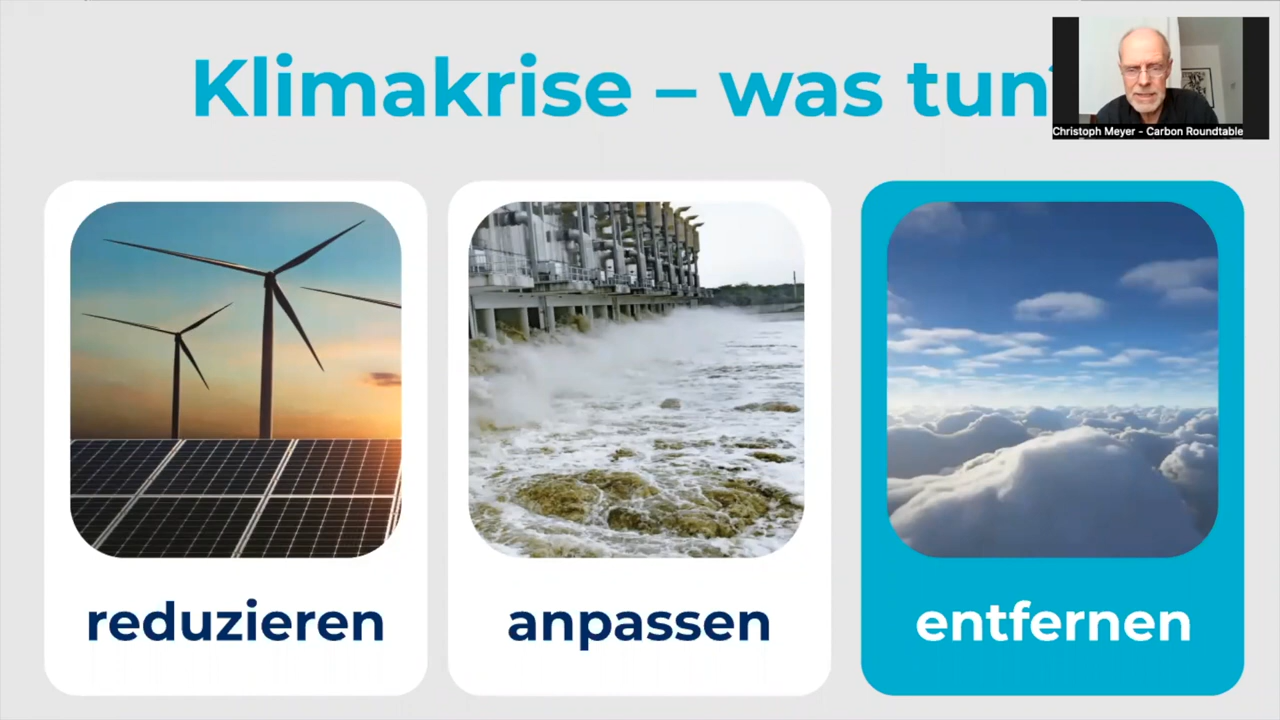 Klimakrise – was tun
Christoph Meyer - Carbon Roundtable
reduzieren
anpassen
entfernen